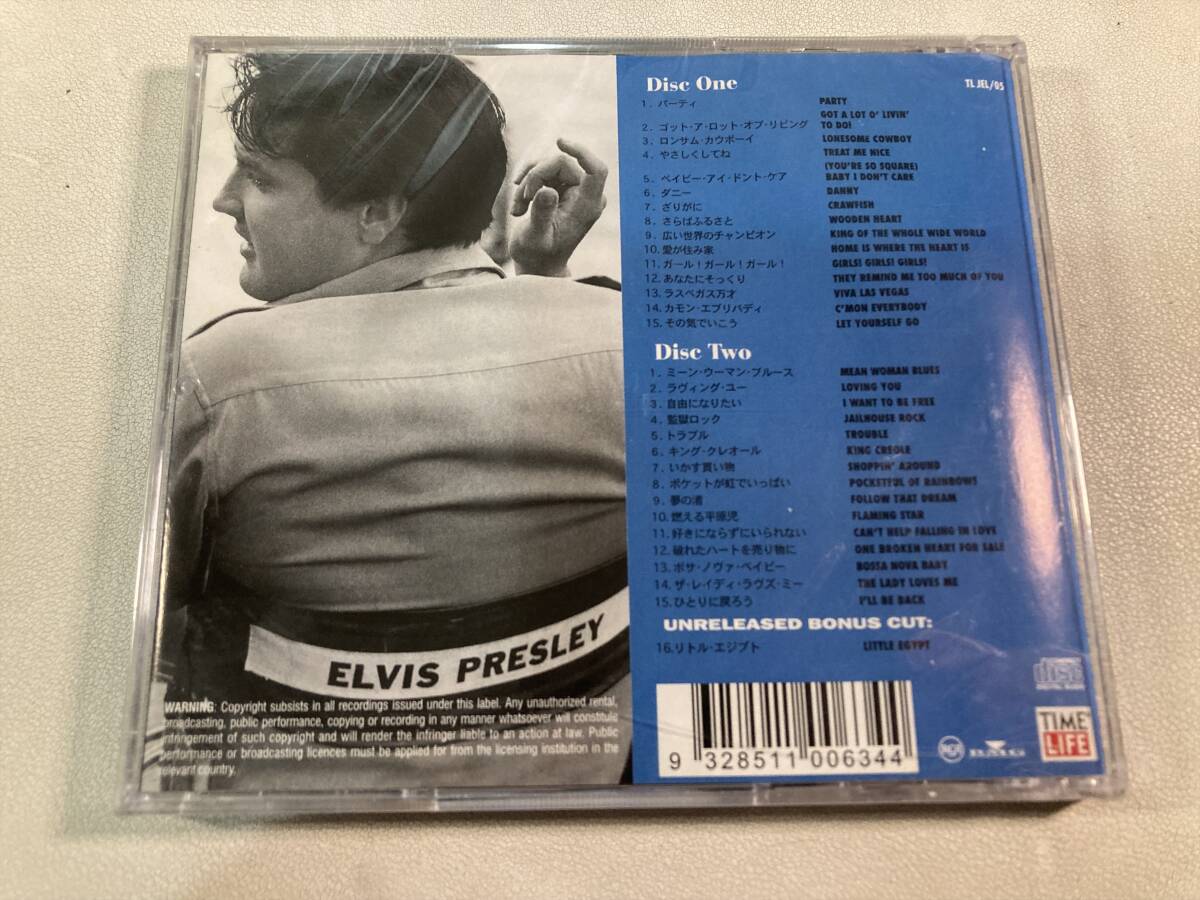 Disc One
TL JEL/05
1. パーティ PARTY
GOT A LOT O' LIVIN'
2. ゴット・ア・ロット・オブ・リビング TO DO!
3. ロンサム・カウボーイ LONESOME COWBOY
4. やさしくしてね TREAT ME NICE
(YOU'RE SO SQUARE)
5. ベイビー・アイ・ドント・ケア BABY I DON'T CARE
6. ダニー DANNY
7. ざりがに CRAWFISH
8. さらばふるさと WOODEN HEART
9. 広い世界のチャンピオン KING OF THE WHOLE WIDE WORLD
10. 愛が住み家 HOME IS WHERE THE HEART IS
11. ガール!ガール!ガール! GIRLS! GIRLS! GIRLS!
12. あなたにそっくり THEY REMIND ME TOO MUCH OF YOU
13. ラスベガス万才 VIVA LAS VEGAS
14. カモン・エブリバディ C'MON EVERYBODY
15. その気でいこう LET YOURSELF GO
Disc Two
1. ミーン・ウーマン・ブルース MEAN WOMAN BLUES
2. ラヴィング・ユー LOVING YOU
3. 自由になりたい I WANT TO BE FREE
4. 監獄ロック JAILHOUSE ROCK
5. トラブル TROUBLE
6. キング・クレオール KING CREOLE
7. いかす買い物 SHOPPIN' AROUND
8. ポケットが虹でいっぱい POCKETFUL OF RAINBOWS
9. 夢の渚 FOLLOW THAT DREAM
10. 燃える平原児 FLAMING STAR
11. 好きにならずにいられない CAN'T HELP FALLING IN LOVE
12. 破れたハートを売り物に ONE BROKEN HEART FOR SALE
13. ボサ・ノヴァ・ベイビー BOSSA NOVA BABY
14. ザ・レイディ・ラヴズ・ミー THE LADY LOVES ME
15. ひとりに戻ろう I'LL BE BACK
UNRELEASED BONUS CUT:
16. リトル・エジプト LITTLE EGYPT
ELVIS PRESLEY
WARNING: Copyright subsists in all recordings issued under this label. Any unauthorized rental,
broadcasting, public performance, copying or recording in any manner whatsoever will constitute
infringement of such copyright and will render the infringer liable to an action at law. Public
performance or broadcasting licences must be applied for from the licensing institution in the
relevant country.
9 328511 006344
disc
DIGITAL AUDIO
RCA
BMG
TIME
LIFE